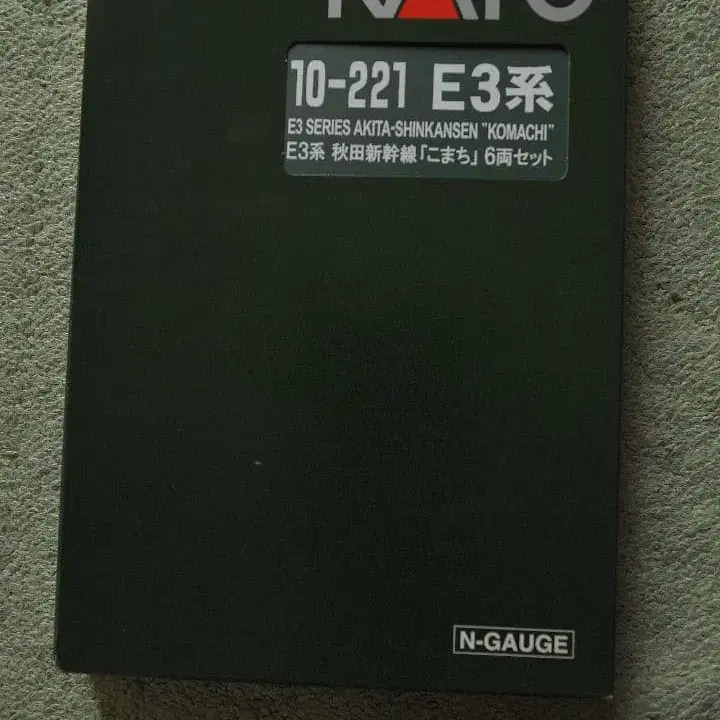 KATO
10-221 E3系
E3 SERIES AKITA-SHINKANSEN "KOMACHI"
E3系 秋田新幹線「こまち」6両セット
N-GAUGE